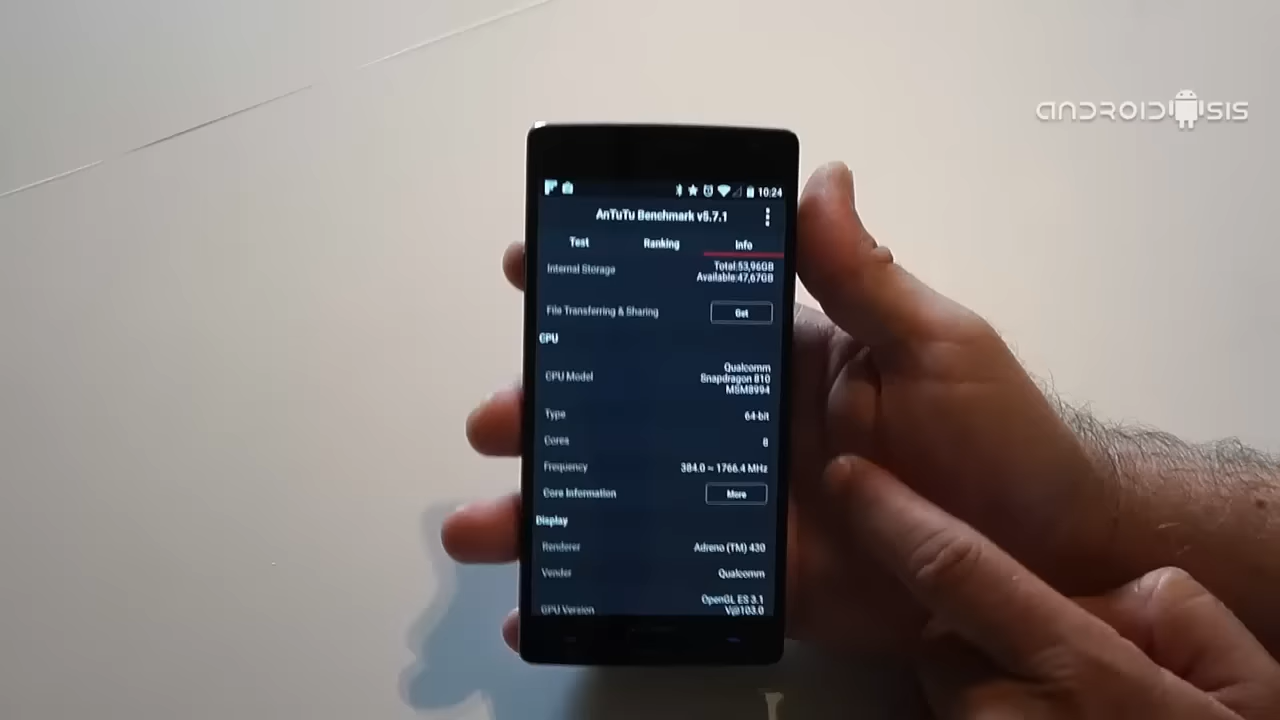 ANDROIDSIS
10:24
AnTuTu Benchmark v5.7.1
Test Ranking Info
Internal Storage
Total:53,96GB
Available:47,67GB
File Transferring & Sharing Get
CPU
CPU Model
Qualcomm
Snapdragon 810
MSM8994
Type 64-bit
Cores 8
Frequency 384.0 ~ 1766.4 MHz
Core Information More
Display
Renderer Adreno (TM) 430
Vender Qualcomm
GPU Version
OpenGL ES 3.1
V@103.0